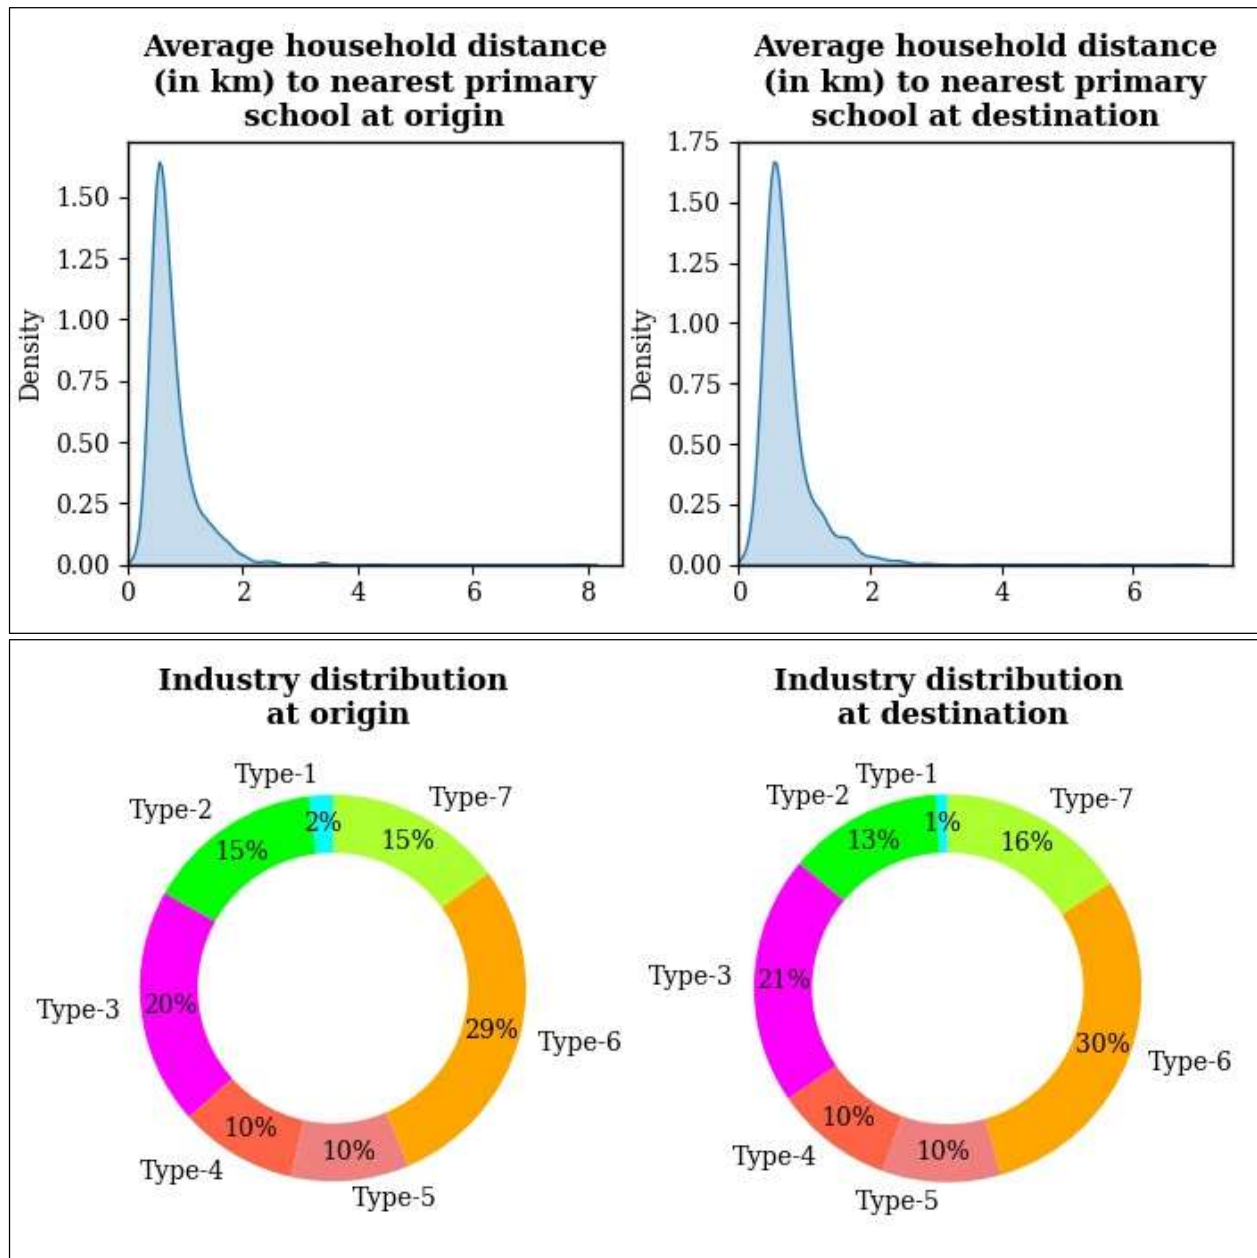 Average household distance
(in km) to nearest primary
school at origin
Density
1.50
1.25
1.00
0.75
0.50
0.25
0.00
0 2 4 6 8
Average household distance
(in km) to nearest primary
school at destination
Density
1.75
1.50
1.25
1.00
0.75
0.50
0.25
0.00
0 2 4 6
Industry distribution
at origin
Type-1
2%
Type-2
15%
Type-3
20%
Type-4
10%
Type-5
10%
Type-6
29%
Type-7
15%
Industry distribution
at destination
Type-1
1%
Type-2
13%
Type-3
21%
Type-4
10%
Type-5
10%
Type-6
30%
Type-7
16%